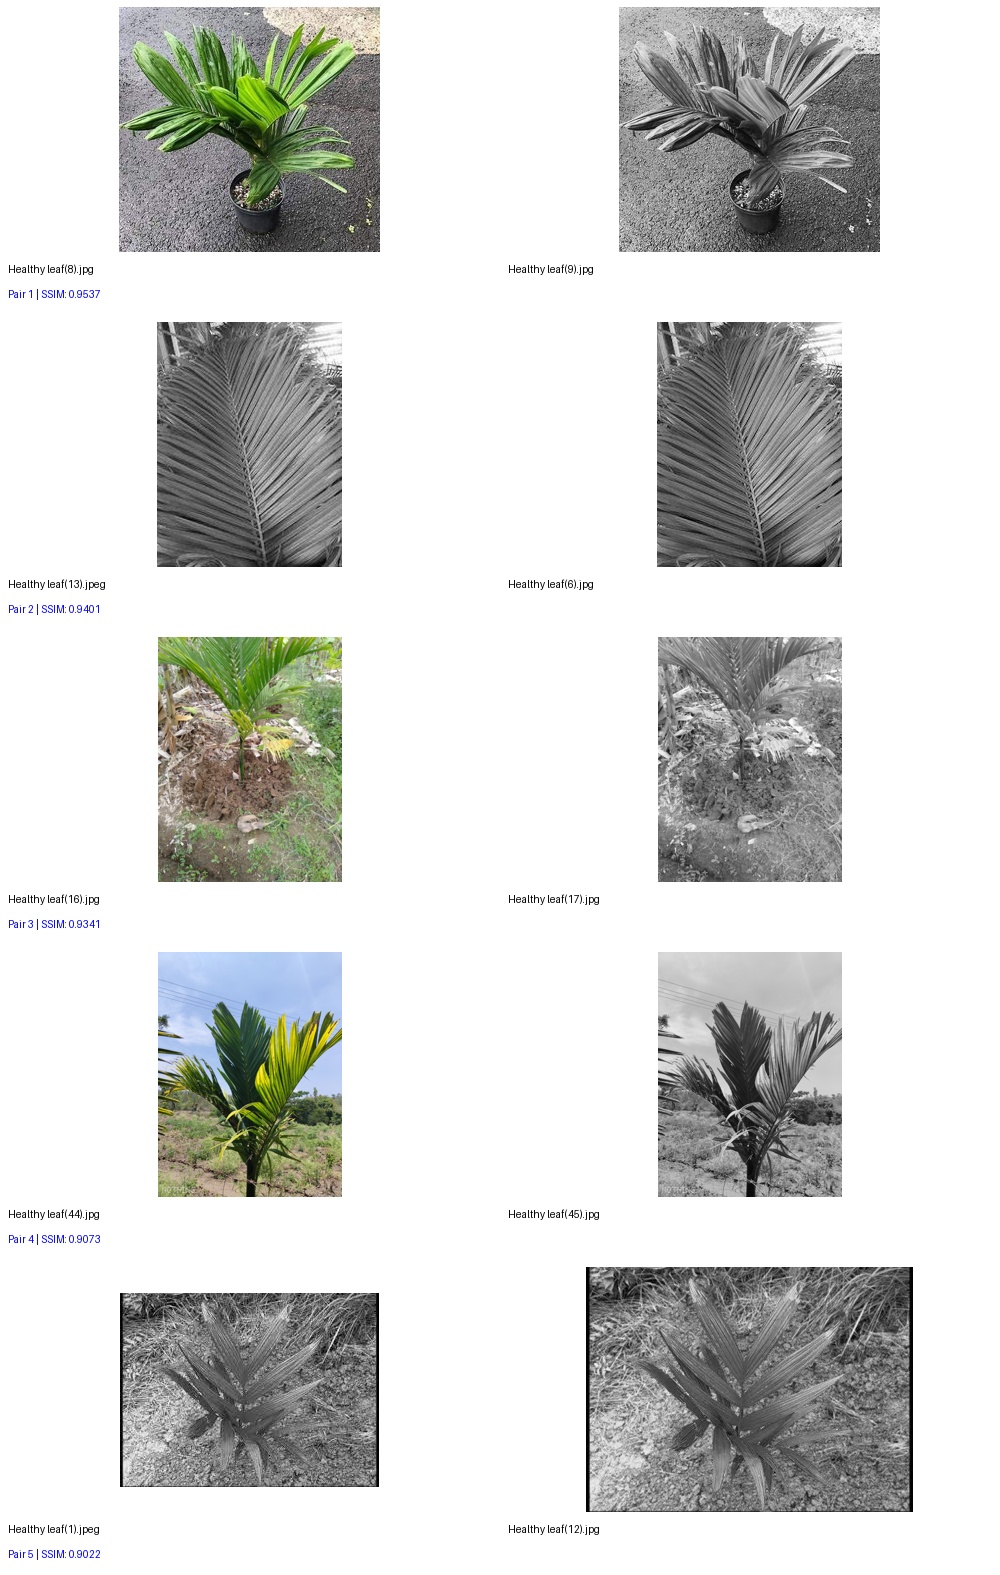 Healthy leaf(8).jpg
Healthy leaf(9).jpg
Pair 1 | SSIM: 0.9537
Healthy leaf(13).jpeg
Healthy leaf(6).jpg
Pair 2 | SSIM: 0.9401
Healthy leaf(16).jpg
Healthy leaf(17).jpg
Pair 3 | SSIM: 0.9341
Healthy leaf(44).jpg
Healthy leaf(45).jpg
Pair 4 | SSIM: 0.9073
Healthy leaf(1).jpeg
Healthy leaf(12).jpg
Pair 5 | SSIM: 0.9022